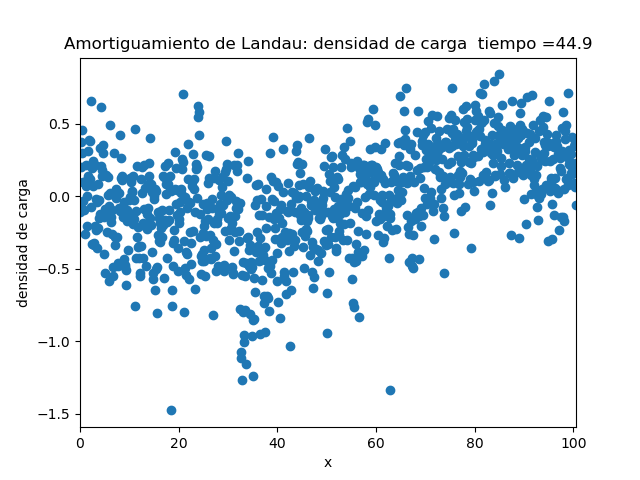 Amortiguamiento de Landau: densidad de carga  tiempo =44.9
densidad de carga
0.5
0.0
−0.5
−1.0
−1.5
0 20 40 60 80 100
x